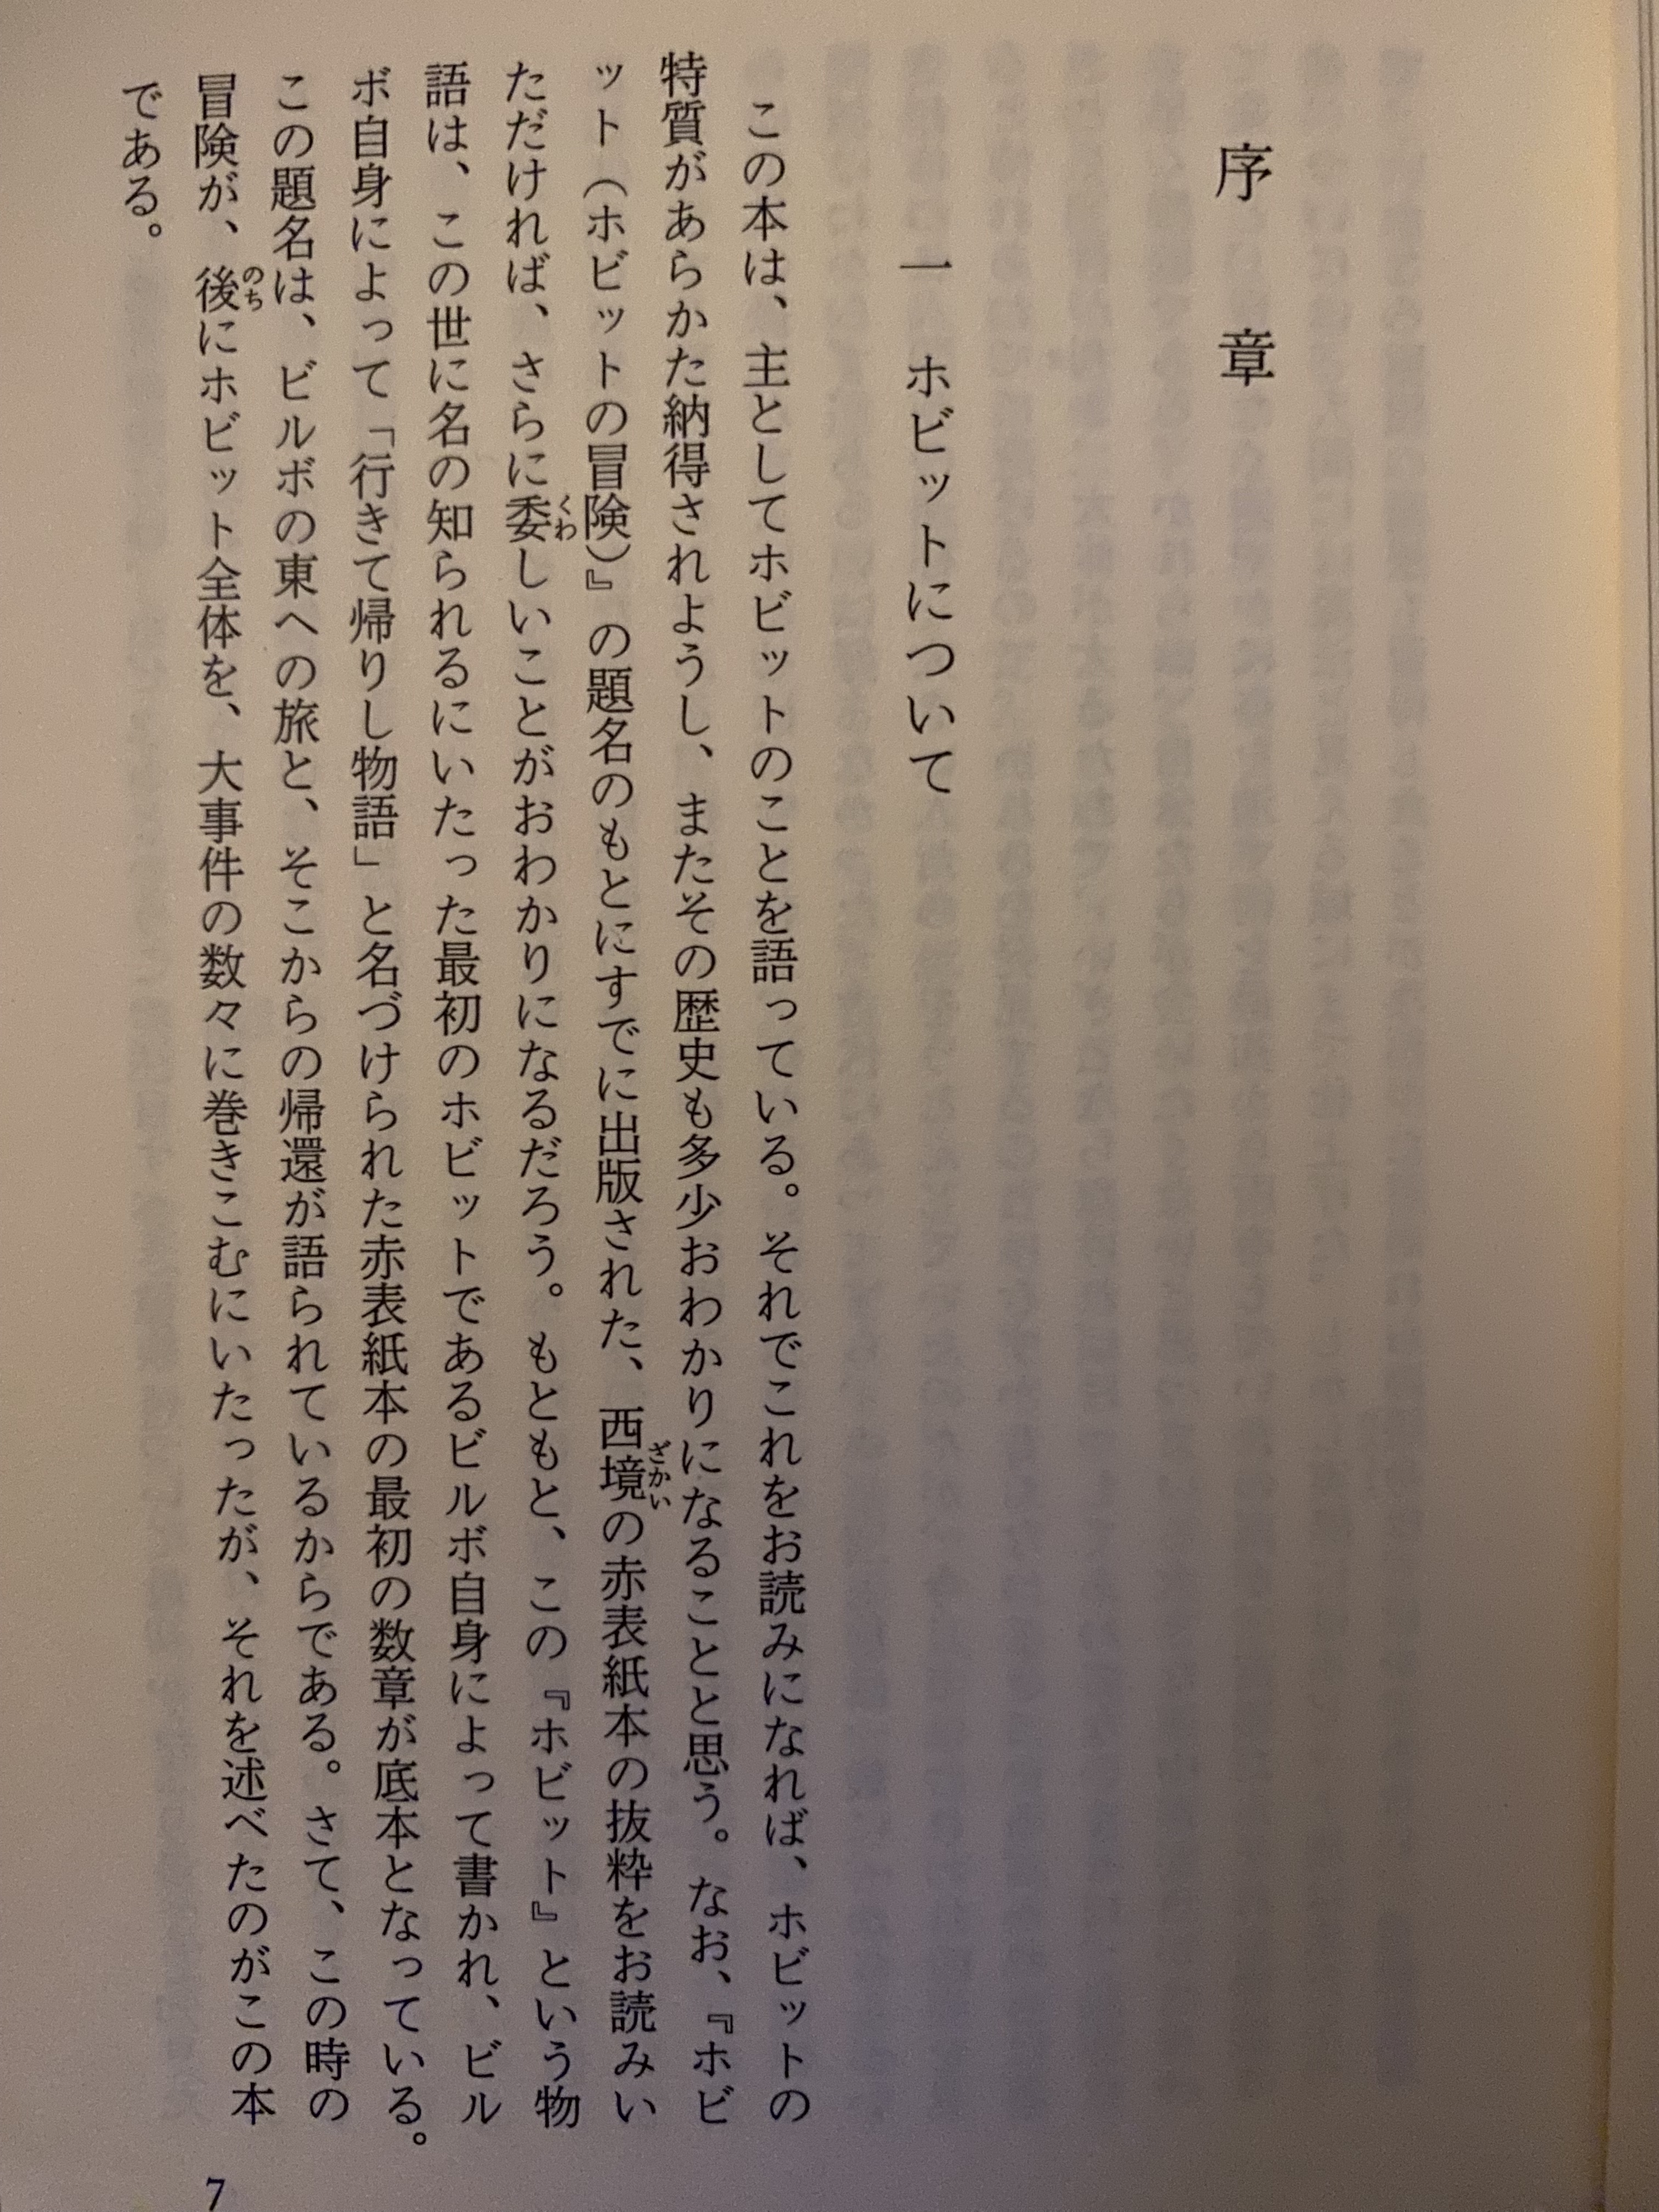 序章
一 ホビットについて
この本は、主としてホビットのことを語っている。それでこれをお読みになれば、ホビットの
特質があらかた納得されようし、またその歴史も多少おわかりになることと思う。なお、『ホビ
ット（ホビットの冒険）』の題名のもとにすでに出版された、西境の赤表紙本の抜粋をお読みい
ざかい
ただければ、さらに委しいことがおわかりになるだろう。もともと、この『ホビット』という物
くわ
語は、この世に名の知られるにいたった最初のホビットであるビルボ自身によって書かれ、ビル
ボ自身によって「行きて帰りし物語」と名づけられた赤表紙本の最初の数章が底本となっている。
この題名は、ビルボの東への旅と、そこからの帰還が語られているからである。さて、この時の
冒険が、後にホビット全体を、大事件の数々に巻きこむにいたったが、それを述べたのがこの本
のち
である。
7